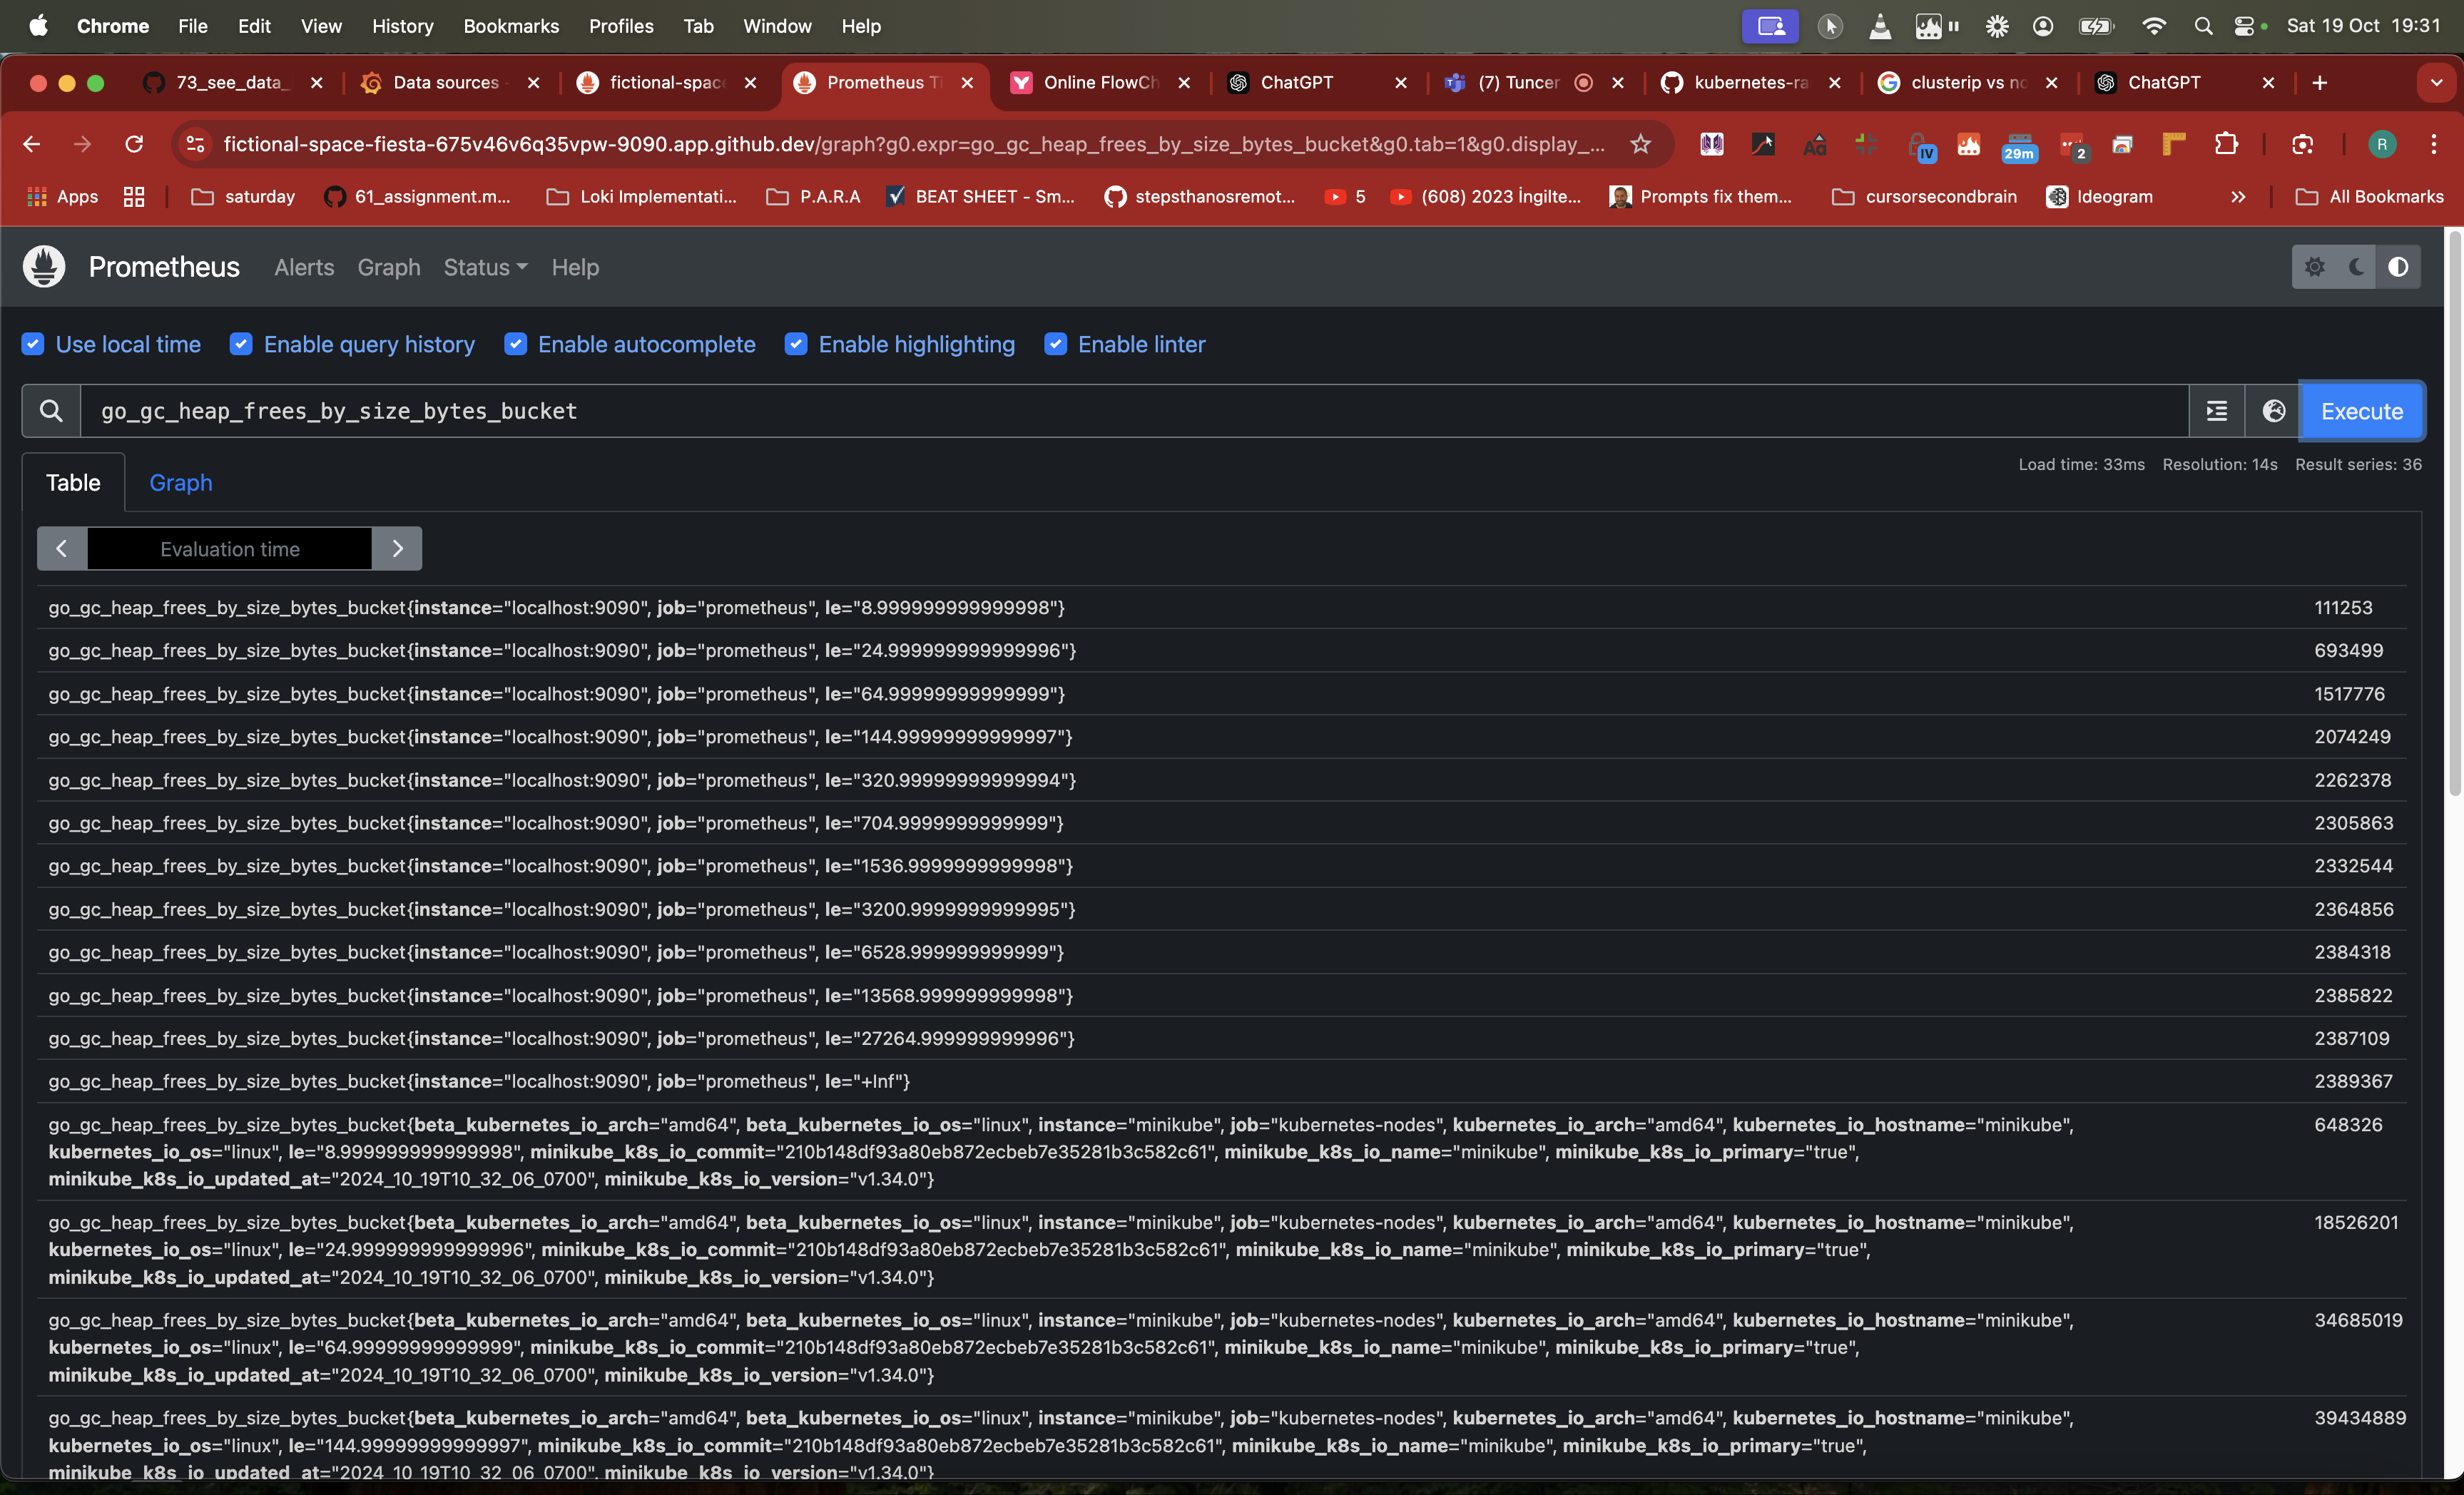 Chrome File Edit View History Bookmarks Profiles Tab Window Help Sat 19 Oct 19:31
73_see_data_ Data sources - fictional-space Prometheus Ti Online FlowCh ChatGPT (7) Tuncer kubernetes-ra clusterip vs no ChatGPT
fictional-space-fiesta-675v46v6q35vpw-9090.app.github.dev/graph?g0.expr=go_gc_heap_frees_by_size_bytes_bucket&g0.tab=1&g0.display_... IV 29m 2 R
Apps saturday 61_assignment.m... Loki Implementati... P.A.R.A BEAT SHEET - Sm... stepsthanosremot... 5 (608) 2023 İngilte... Prompts fix them... cursorsecondbrain Ideogram » All Bookmarks
Prometheus Alerts Graph Status Help
Use local time Enable query history Enable autocomplete Enable highlighting Enable linter
go_gc_heap_frees_by_size_bytes_bucket Execute
Table Graph Load time: 33ms Resolution: 14s Result series: 36
Evaluation time
go_gc_heap_frees_by_size_bytes_bucket{instance="localhost:9090", job="prometheus", le="8.999999999999998"} 111253
go_gc_heap_frees_by_size_bytes_bucket{instance="localhost:9090", job="prometheus", le="24.999999999999996"} 693499
go_gc_heap_frees_by_size_bytes_bucket{instance="localhost:9090", job="prometheus", le="64.99999999999999"} 1517776
go_gc_heap_frees_by_size_bytes_bucket{instance="localhost:9090", job="prometheus", le="144.99999999999997"} 2074249
go_gc_heap_frees_by_size_bytes_bucket{instance="localhost:9090", job="prometheus", le="320.99999999999994"} 2262378
go_gc_heap_frees_by_size_bytes_bucket{instance="localhost:9090", job="prometheus", le="704.9999999999999"} 2305863
go_gc_heap_frees_by_size_bytes_bucket{instance="localhost:9090", job="prometheus", le="1536.9999999999998"} 2332544
go_gc_heap_frees_by_size_bytes_bucket{instance="localhost:9090", job="prometheus", le="3200.9999999999995"} 2364856
go_gc_heap_frees_by_size_bytes_bucket{instance="localhost:9090", job="prometheus", le="6528.999999999999"} 2384318
go_gc_heap_frees_by_size_bytes_bucket{instance="localhost:9090", job="prometheus", le="13568.999999999998"} 2385822
go_gc_heap_frees_by_size_bytes_bucket{instance="localhost:9090", job="prometheus", le="27264.999999999996"} 2387109
go_gc_heap_frees_by_size_bytes_bucket{instance="localhost:9090", job="prometheus", le="+Inf"} 2389367
go_gc_heap_frees_by_size_bytes_bucket{beta_kubernetes_io_arch="amd64", beta_kubernetes_io_os="linux", instance="minikube", job="kubernetes-nodes", kubernetes_io_arch="amd64", kubernetes_io_hostname="minikube", 648326
kubernetes_io_os="linux", le="8.999999999999998", minikube_k8s_io_commit="210b148df93a80eb872ecbeb7e35281b3c582c61", minikube_k8s_io_name="minikube", minikube_k8s_io_primary="true",
minikube_k8s_io_updated_at="2024_10_19T10_32_06_0700", minikube_k8s_io_version="v1.34.0"}
go_gc_heap_frees_by_size_bytes_bucket{beta_kubernetes_io_arch="amd64", beta_kubernetes_io_os="linux", instance="minikube", job="kubernetes-nodes", kubernetes_io_arch="amd64", kubernetes_io_hostname="minikube", 18526201
kubernetes_io_os="linux", le="24.999999999999996", minikube_k8s_io_commit="210b148df93a80eb872ecbeb7e35281b3c582c61", minikube_k8s_io_name="minikube", minikube_k8s_io_primary="true",
minikube_k8s_io_updated_at="2024_10_19T10_32_06_0700", minikube_k8s_io_version="v1.34.0"}
go_gc_heap_frees_by_size_bytes_bucket{beta_kubernetes_io_arch="amd64", beta_kubernetes_io_os="linux", instance="minikube", job="kubernetes-nodes", kubernetes_io_arch="amd64", kubernetes_io_hostname="minikube", 34685019
kubernetes_io_os="linux", le="64.99999999999999", minikube_k8s_io_commit="210b148df93a80eb872ecbeb7e35281b3c582c61", minikube_k8s_io_name="minikube", minikube_k8s_io_primary="true",
minikube_k8s_io_updated_at="2024_10_19T10_32_06_0700", minikube_k8s_io_version="v1.34.0"}
go_gc_heap_frees_by_size_bytes_bucket{beta_kubernetes_io_arch="amd64", beta_kubernetes_io_os="linux", instance="minikube", job="kubernetes-nodes", kubernetes_io_arch="amd64", kubernetes_io_hostname="minikube", 39434889
kubernetes_io_os="linux", le="144.99999999999997", minikube_k8s_io_commit="210b148df93a80eb872ecbeb7e35281b3c582c61", minikube_k8s_io_name="minikube", minikube_k8s_io_primary="true",
minikube_k8s_io_updated_at="2024_10_19T10_32_06_0700", minikube_k8s_io_version="v1.34.0"}